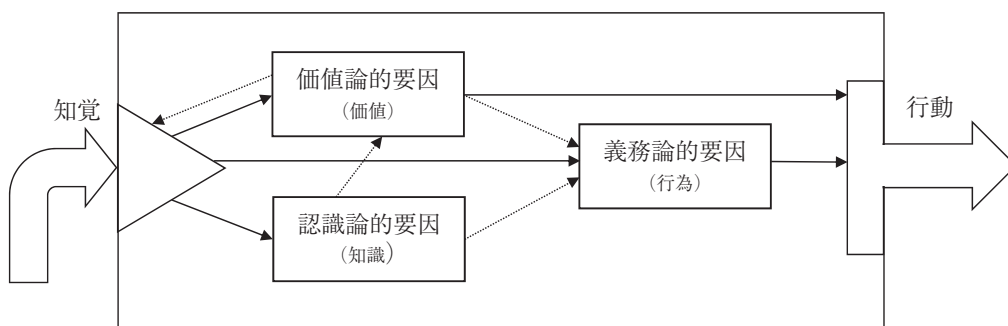 知覚
価値論的要因
（価値）
義務論的要因
（行為）
認識論的要因
（知識）
行動